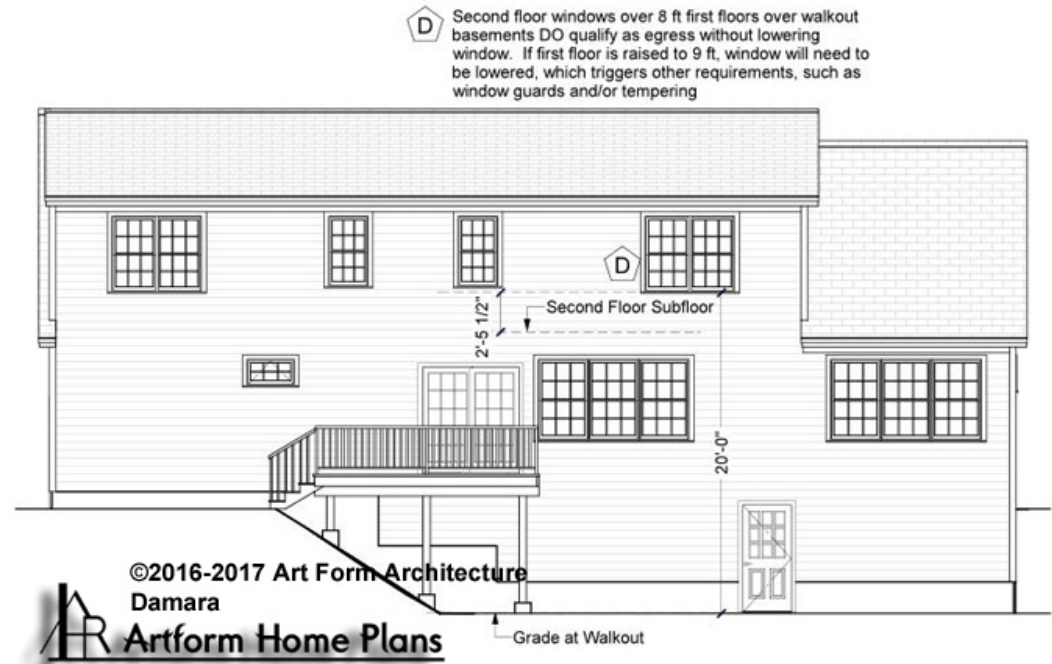 D
Second floor windows over 8 ft first floors over walkout
basements DO qualify as egress without lowering
window.  If first floor is raised to 9 ft, window will need to
be lowered, which triggers other requirements, such as
window guards and/or tempering
D
Second Floor Subfloor
2'-5 1/2"
20'-0"
©2016-2017 Art Form Architecture
Damara
AR Artform Home Plans
Grade at Walkout